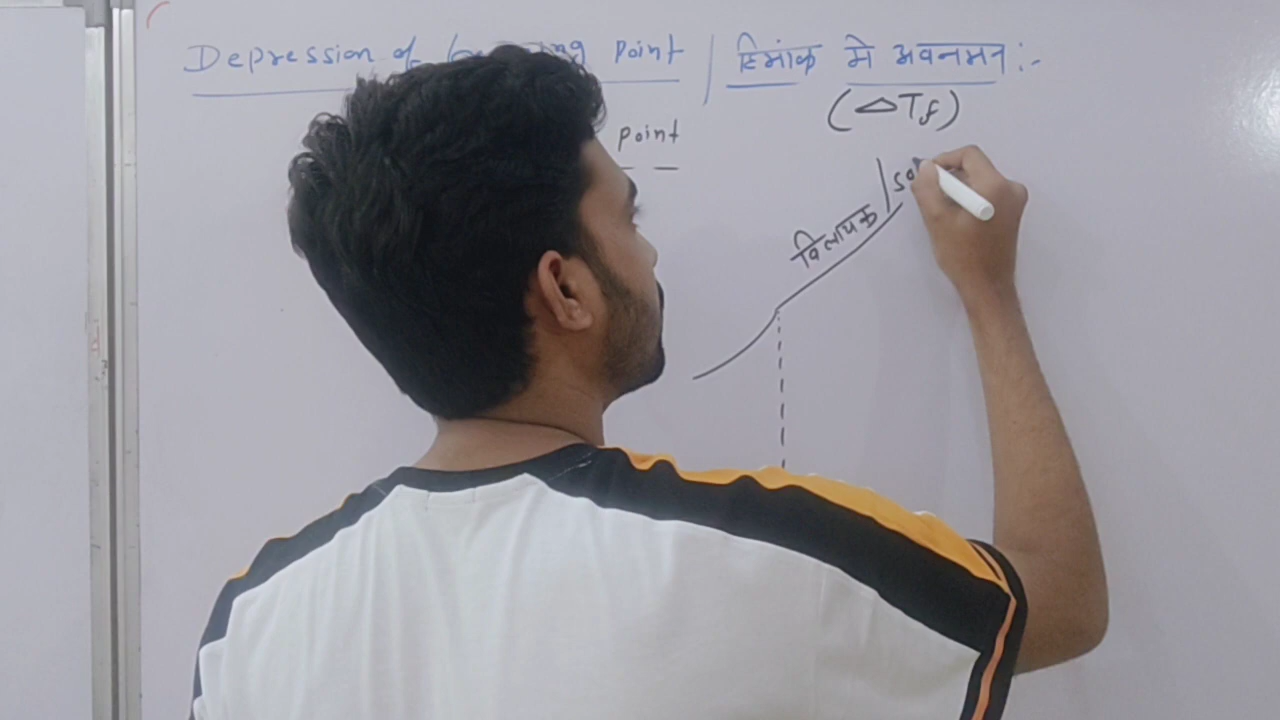 Depression of Point | हिमांक मे अवनमन :-
(△Tf)
Point
विलायक |